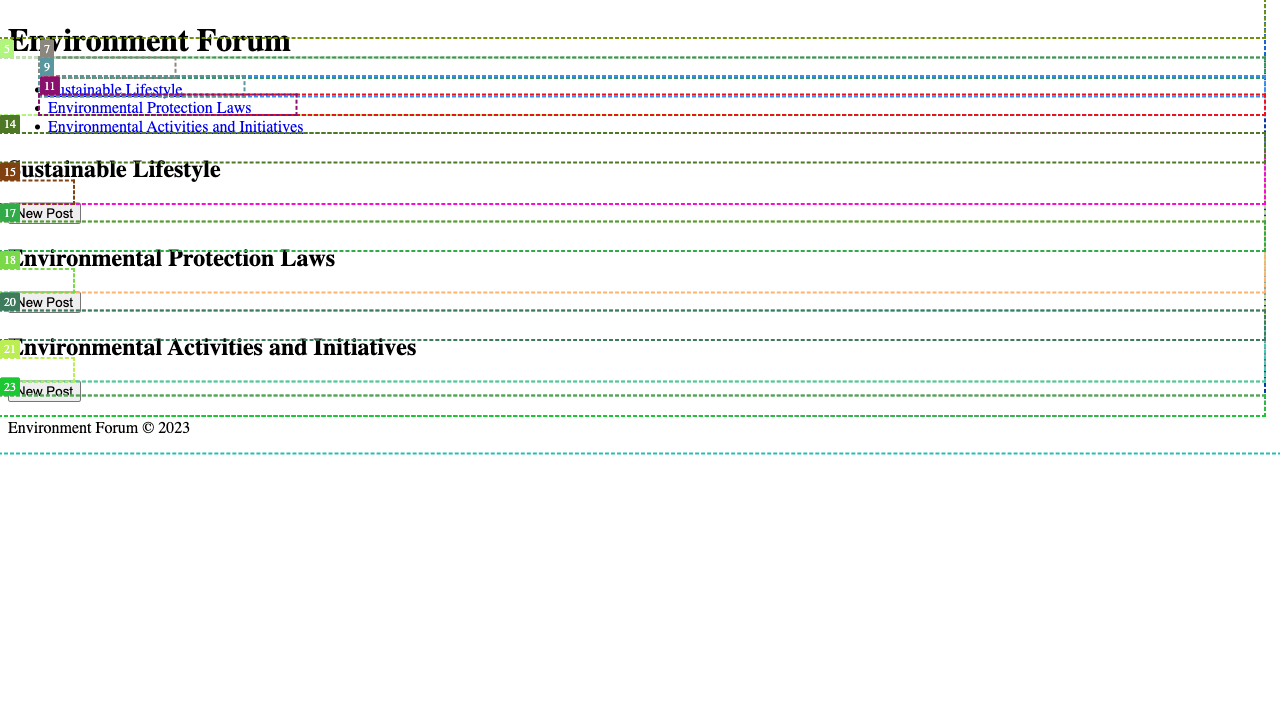 Environment Forum
5
7
9
11 Sustainable Lifestyle
Environmental Protection Laws
14
Environmental Activities and Initiatives
15 Sustainable Lifestyle
17 New Post
18 Environmental Protection Laws
20 New Post
21 Environmental Activities and Initiatives
23 New Post
Environment Forum © 2023